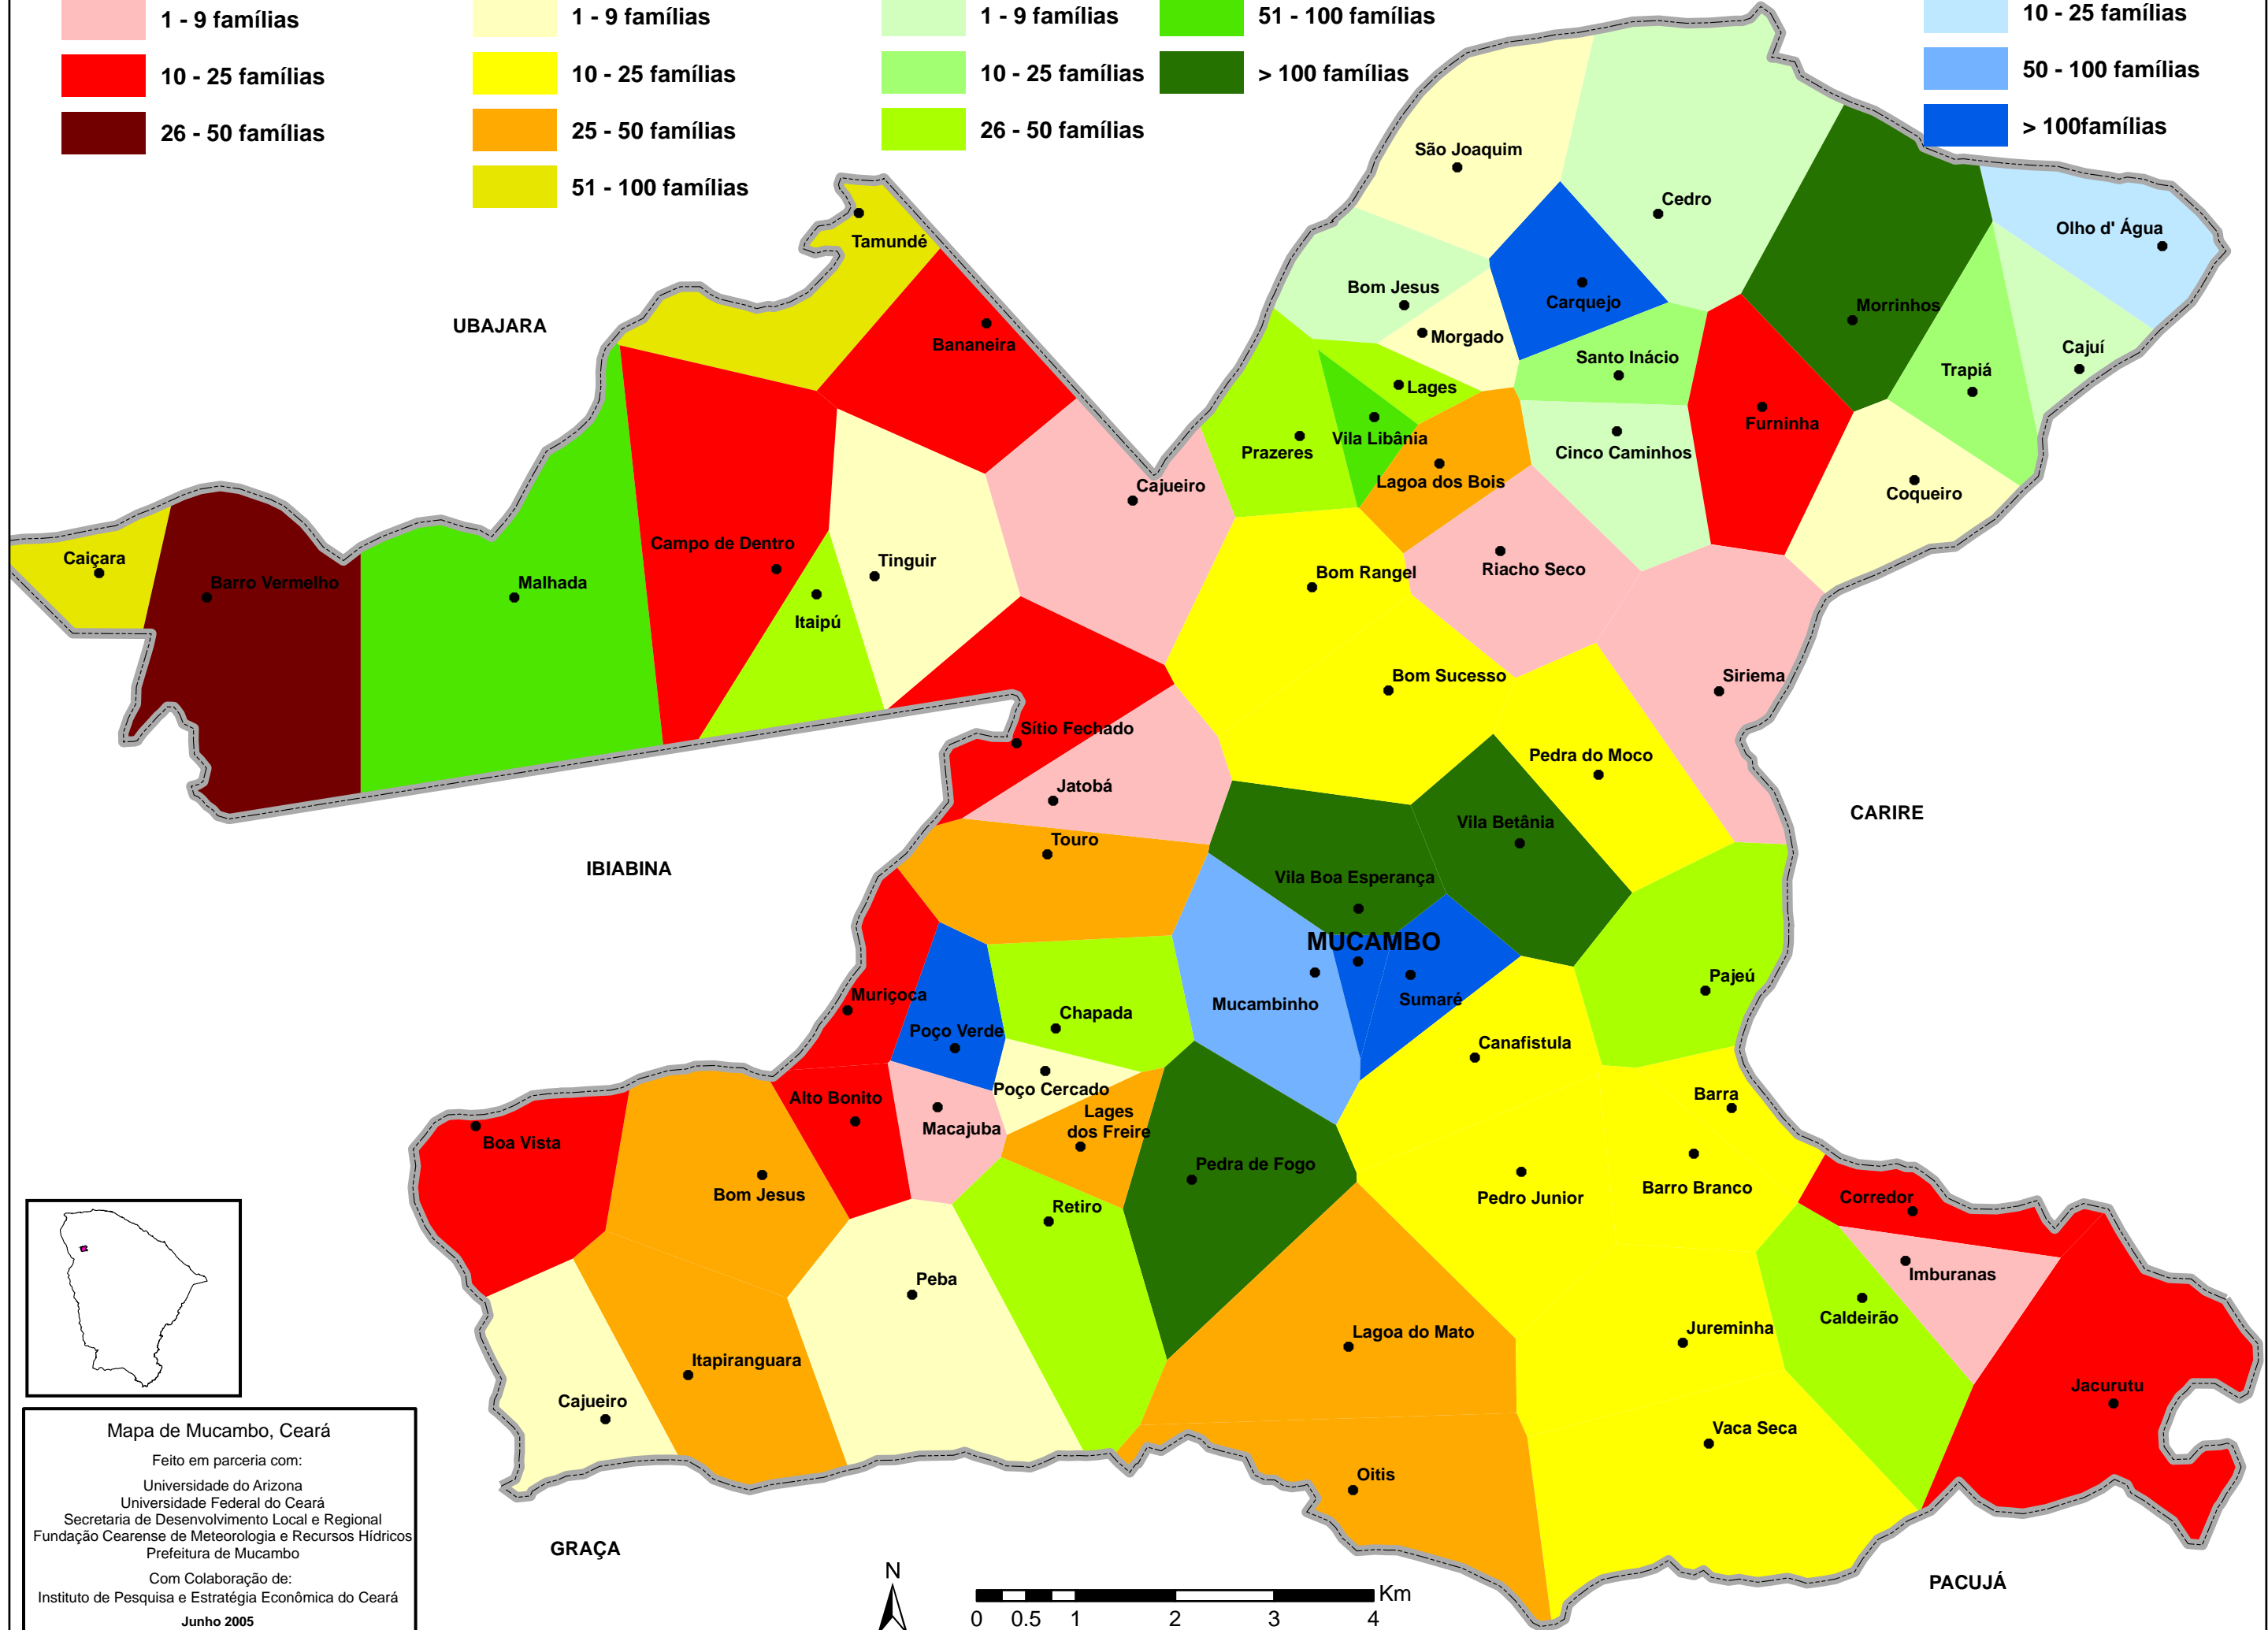 1 - 9 famílias
10 - 25 famílias
26 - 50 famílias
1 - 9 famílias
10 - 25 famílias
25 - 50 famílias
51 - 100 famílias
1 - 9 famílias
10 - 25 famílias
26 - 50 famílias
51 - 100 famílias
> 100 famílias
10 - 25 famílias
50 - 100 famílias
> 100famílias
São Joaquim
Cedro
Olho d' Água
Tamundé
Bom Jesus
Carquejo
Morrinhos
UBAJARA
Bananeira
Morgado
Santo Inácio
Cajuí
Trapiá
Lages
Furninha
Vila Libânia
Prazeres
Cinco Caminhos
Lagoa dos Bois
Cajueiro
Coqueiro
Campo de Dentro
Caiçara
Tinguir
Riacho Seco
Bom Rangel
Barro Vermelho
Malhada
Itaipú
Bom Sucesso
Siriema
Sítio Fechado
Pedra do Moco
Jatobá
CARIRE
Vila Betânia
Touro
IBIABINA
Vila Boa Esperança
MUCAMBO
Pajeú
Muriçoca
Mucambinho
Sumaré
Chapada
Poço Verde
Canafistula
Poço Cercado
Barra
Alto Bonito
Lages
dos Freire
Macajuba
Boa Vista
Pedra de Fogo
Barro Branco
Bom Jesus
Pedro Junior
Corredor
Retiro
Imburanas
Peba
Caldeirão
Jureminha
Lagoa do Mato
Itapiranguara
Jacurutu
Cajueiro
Vaca Seca
Oitis
Mapa de Mucambo, Ceará
Feito em parceria com:
Universidade do Arizona
Universidade Federal do Ceará
Secretaria de Desenvolvimento Local e Regional
Fundação Cearense de Meteorologia e Recursos Hídricos
Prefeitura de Mucambo
Com Colaboração de:
Instituto de Pesquisa e Estratégia Econômica do Ceará
Junho 2005
GRAÇA
PACUJÁ
N
Km
0 0.5 1 2 3 4